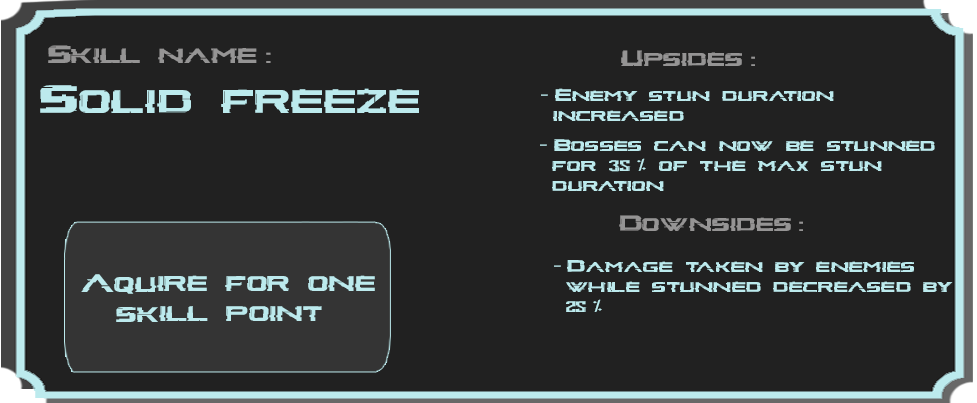 Skill name:
Solid freeze
Aquire for one
skill point
Upsides:
- Enemy stun duration
increased
- Bosses can now be stunned
for 35% of the max stun
duration
Downsides:
- Damage taken by enemies
while stunned decreased by
25%